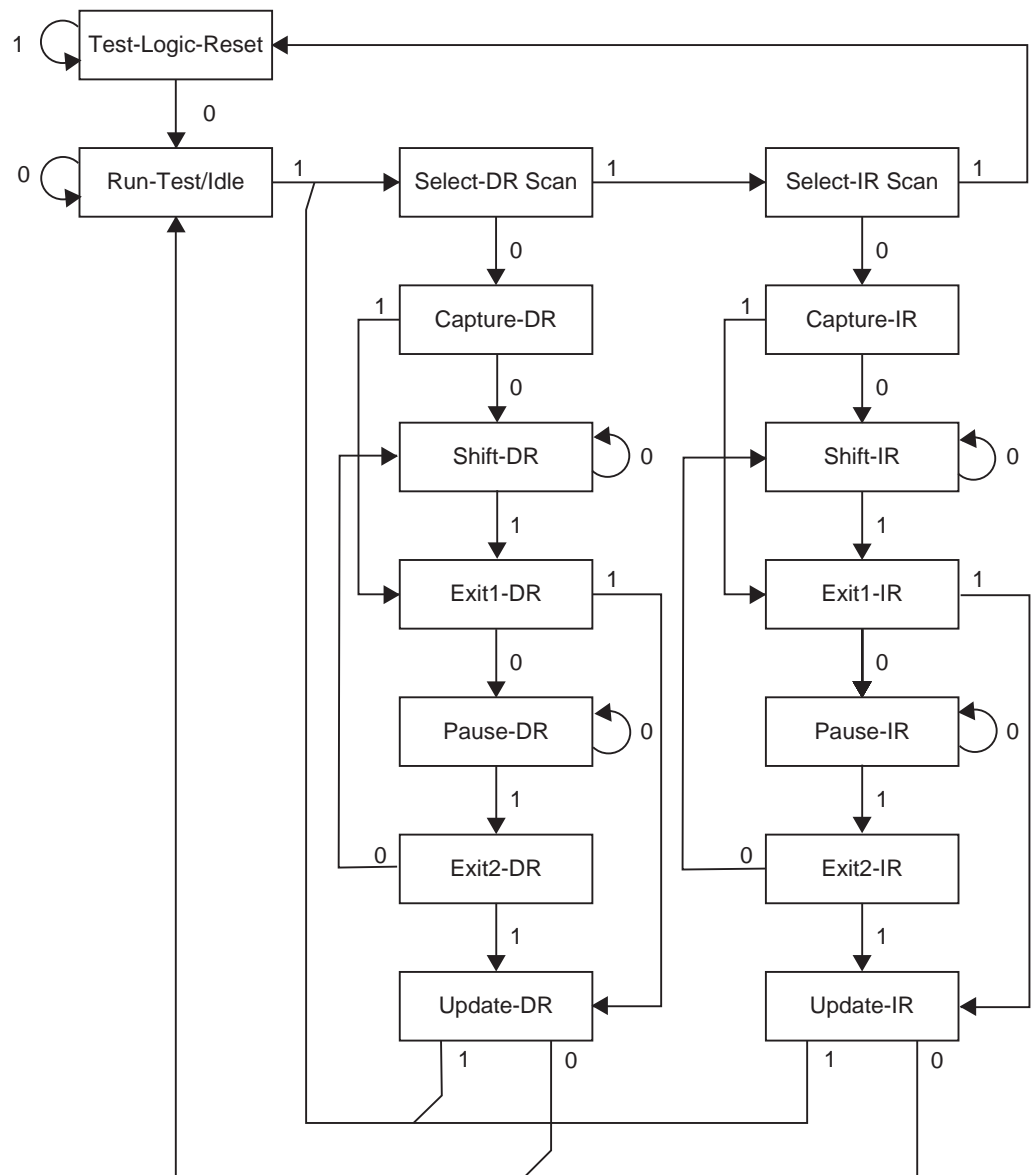 1
Test-Logic-Reset
0
0
Run-Test/Idle
1
Select-DR Scan
1
Select-IR Scan
1
0
0
1
Capture-DR
1
Capture-IR
0
0
Shift-DR
0
Shift-IR
0
1
1
Exit1-DR
1
Exit1-IR
1
0
0
Pause-DR
0
Pause-IR
0
1
1
0
Exit2-DR
0
Exit2-IR
1
1
Update-DR
Update-IR
1
0
1
0